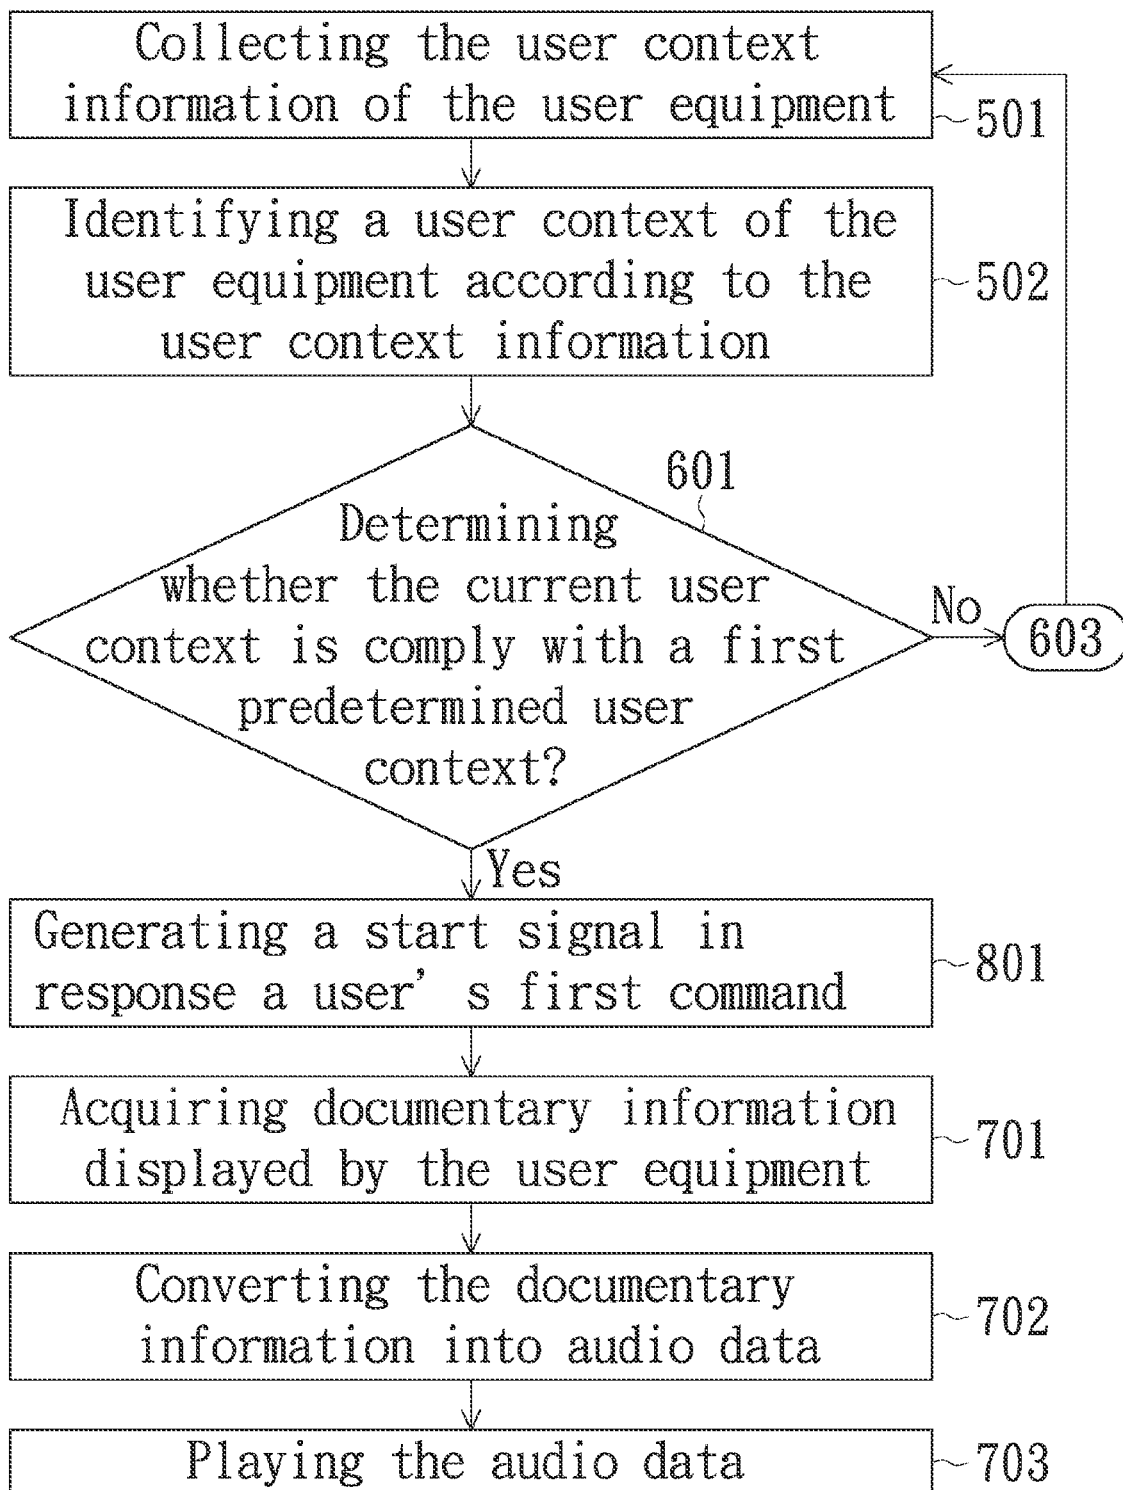 Collecting the user context
information of the user equipment
501
Identifying a user context of the
user equipment according to the
user context information
502
601
Determining
whether the current user
context is comply with a first
predetermined user
context?
No
603
Yes
Generating a start signal in
response a user's first command
801
Acquiring documentary information
displayed by the user equipment
701
Converting the documentary
information into audio data
702
Playing the audio data
703